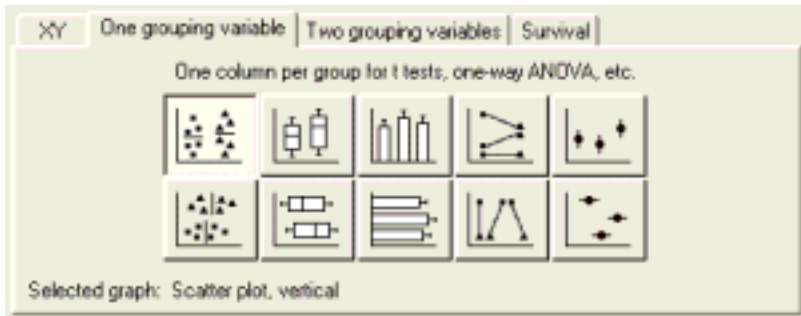 XY One grouping variable Two grouping variables Survival
One column per group for t tests, one-way ANOVA, etc.
Selected graph: Scatter plot, vertical